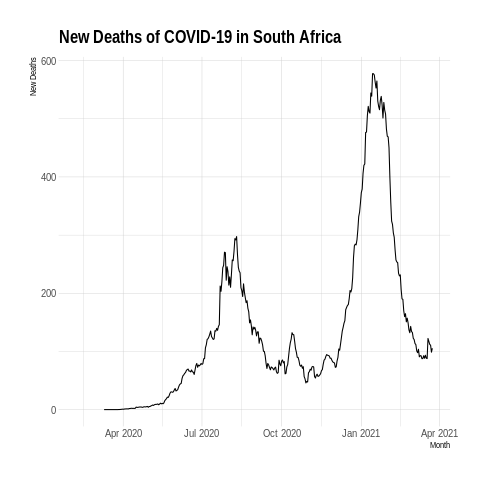 New Deaths of COVID-19 in South Africa
New Deaths
600
400
200
0
Apr 2020 Jul 2020 Oct 2020 Jan 2021 Apr 2021
Month